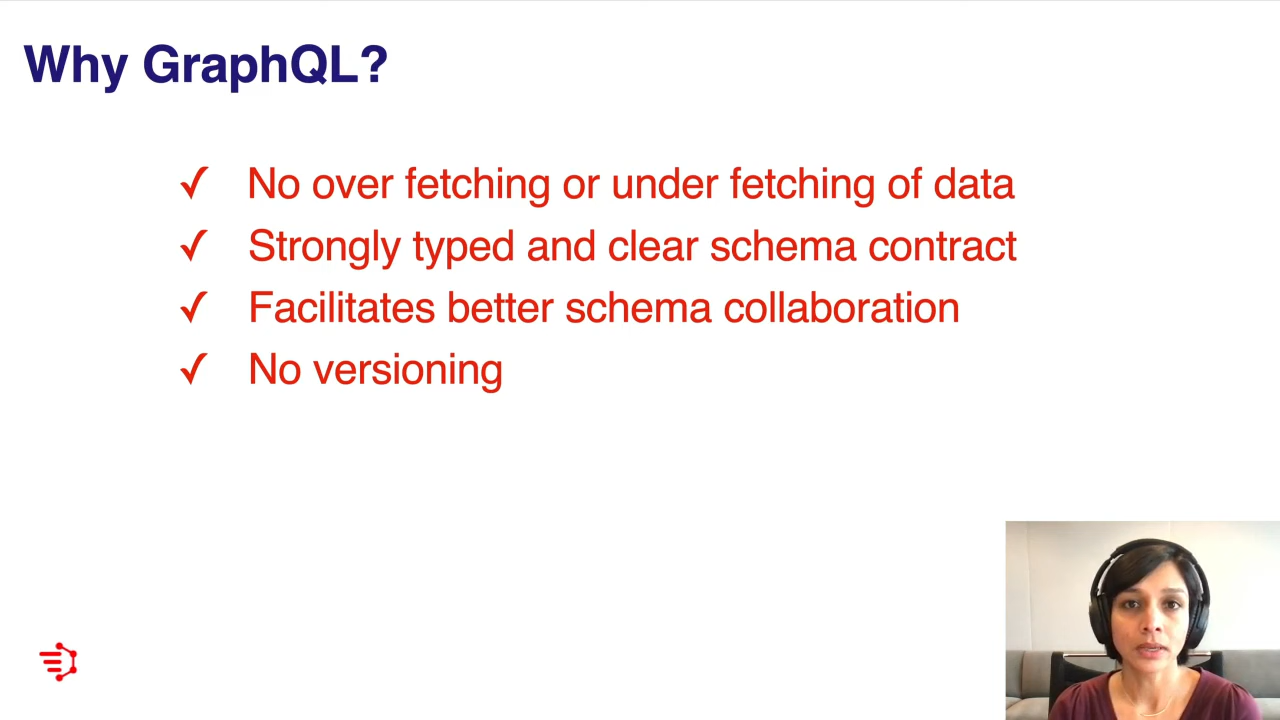 Why GraphQL?
✓ No over fetching or under fetching of data
✓ Strongly typed and clear schema contract
✓ Facilitates better schema collaboration
✓ No versioning